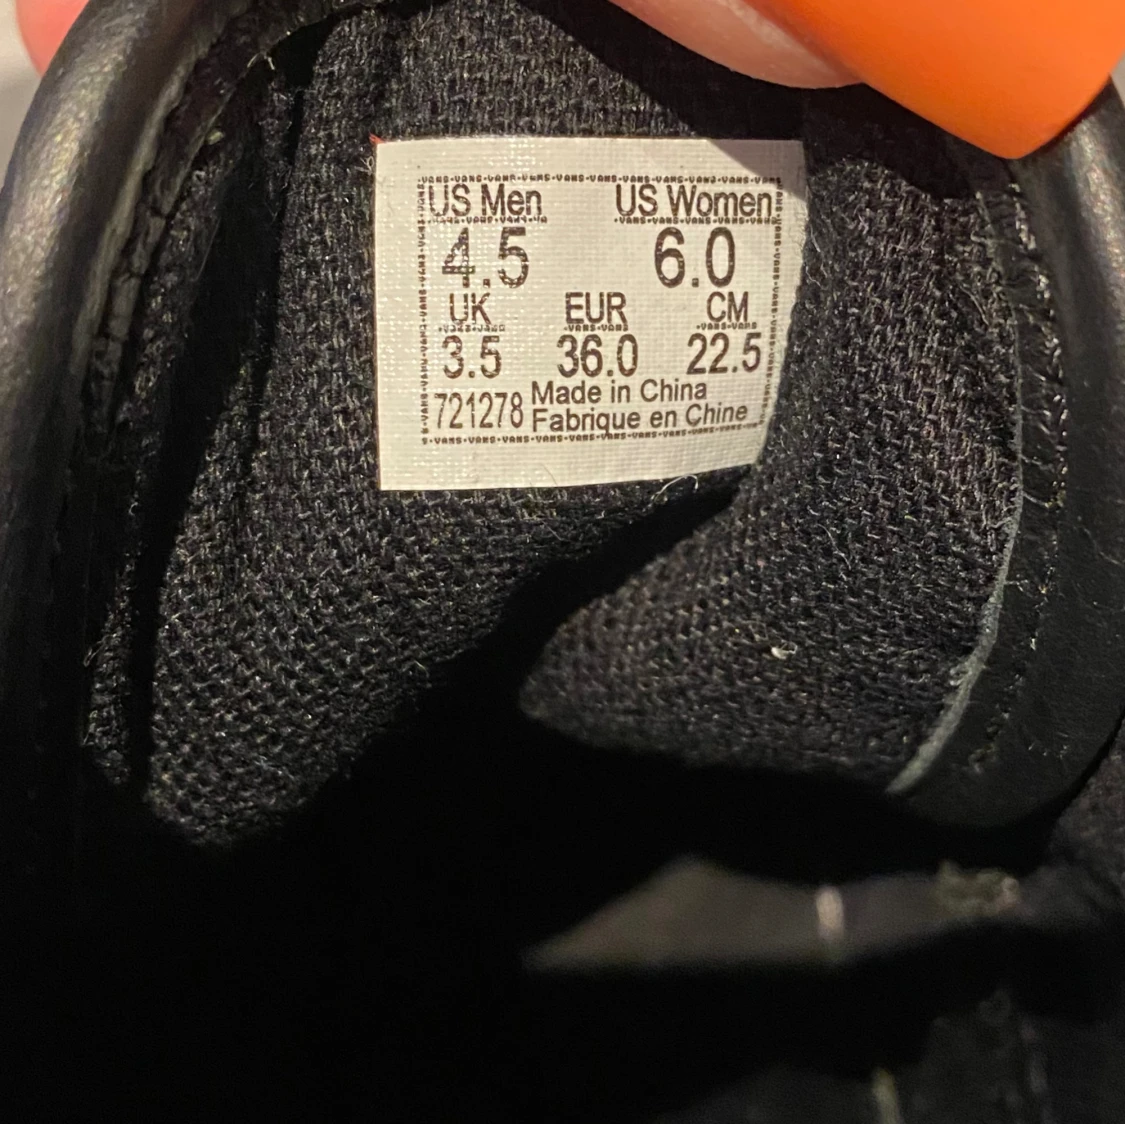 US Men US Women
4.5 6.0
UK EUR CM
3.5 36.0 22.5
721278 Made in China
Fabrique en Chine